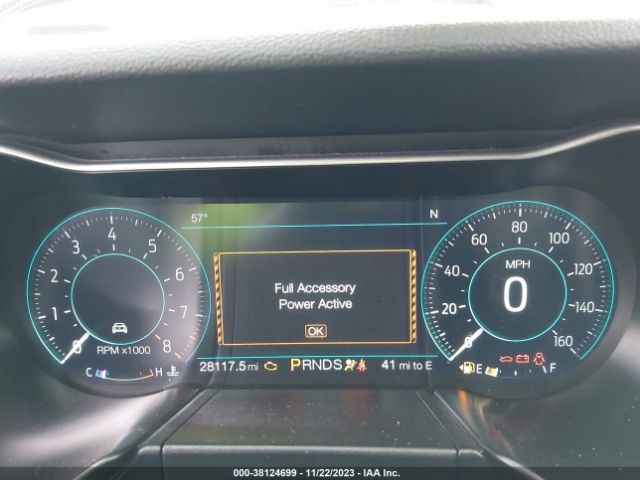 57°
N
Full Accessory
Power Active
OK
0 1 2 3 4 5 6 7 8
RPM x1000
C H
28117.5 mi
PRNDS
41 mi to E
0 20 40 60 80 100 120 140 160
MPH
0
E F
000-38124699 - 11/22/2023 - IAA Inc.